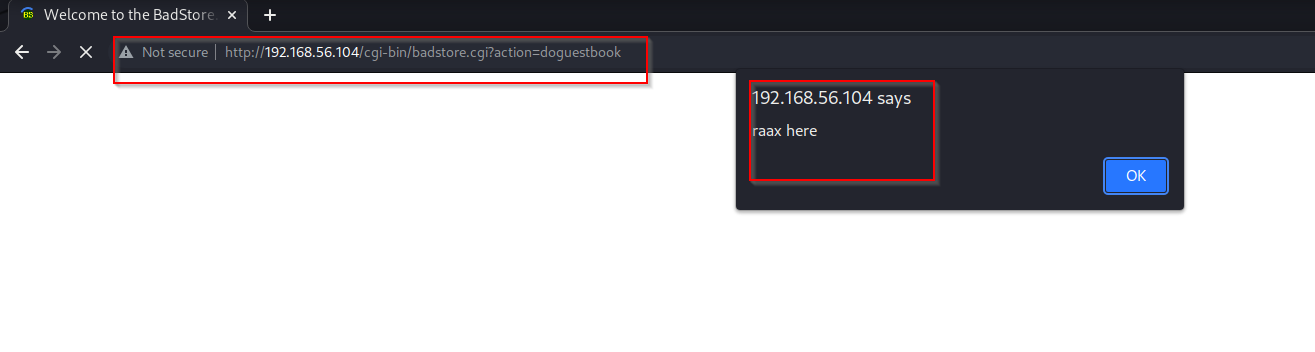 BS Welcome to the BadStore.
Not secure http://192.168.56.104/cgi-bin/badstore.cgi?action=doguestbook
192.168.56.104 says
raax here
OK